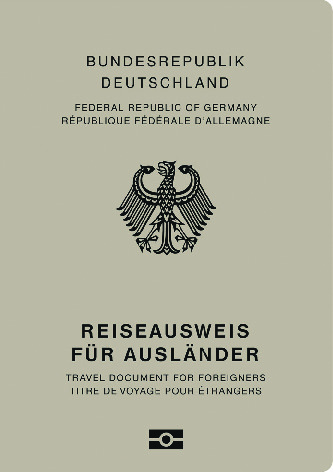 BUNDESREPUBLIK
DEUTSCHLAND
FEDERAL REPUBLIC OF GERMANY
RÉPUBLIQUE FÉDÉRALE D'ALLEMAGNE
REISEAUSWEIS
FÜR AUSLÄNDER
TRAVEL DOCUMENT FOR FOREIGNERS
TITRE DE VOYAGE POUR ÉTRANGERS